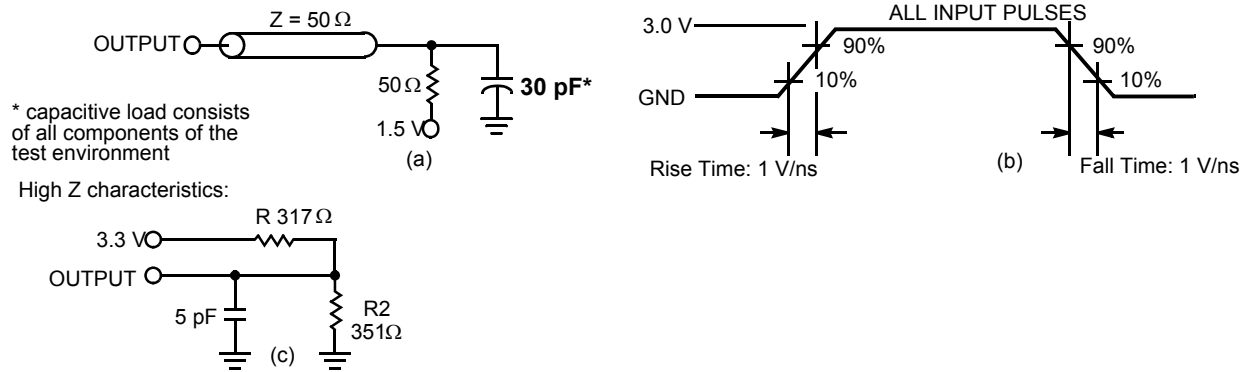 Z = 50 Ω
OUTPUT
50 Ω
30 pF*
1.5 V
(a)
* capacitive load consists
of all components of the
test environment
ALL INPUT PULSES
3.0 V
90%
90%
10%
10%
GND
Rise Time: 1 V/ns
(b)
Fall Time: 1 V/ns
High Z characteristics:
R 317 Ω
3.3 V
OUTPUT
5 pF
R2
351Ω
(c)